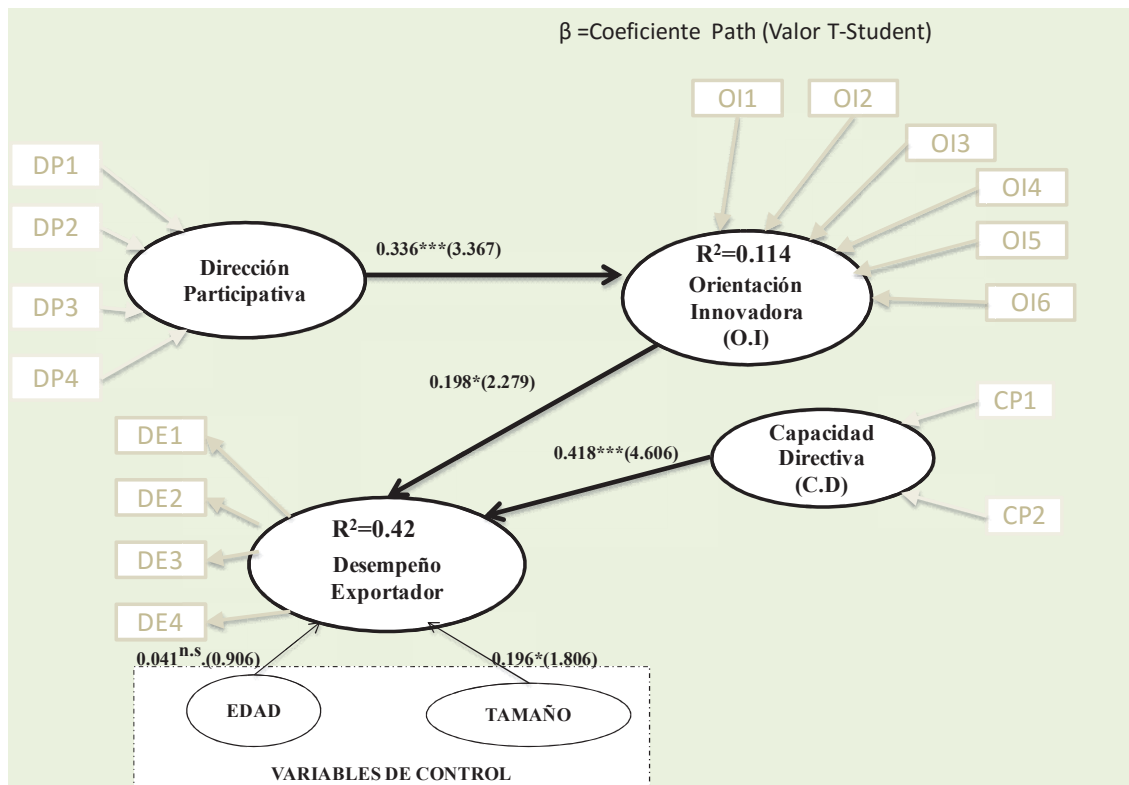 β =Coeficiente Path (Valor T-Student)
OI1
OI2
OI3
OI4
OI5
OI6
DP1
DP2
DP3
DP4
Dirección
Participativa
0.336***(3.367)
R²=0.114
Orientación
Innovadora
(O.I)
0.198*(2.279)
CP1
CP2
Capacidad
Directiva
(C.D)
0.418***(4.606)
DE1
DE2
DE3
DE4
R²=0.42
Desempeño
Exportador
0.041n.s.(0.906)
0.196*(1.806)
EDAD
TAMAÑO
VARIABLES DE CONTROL